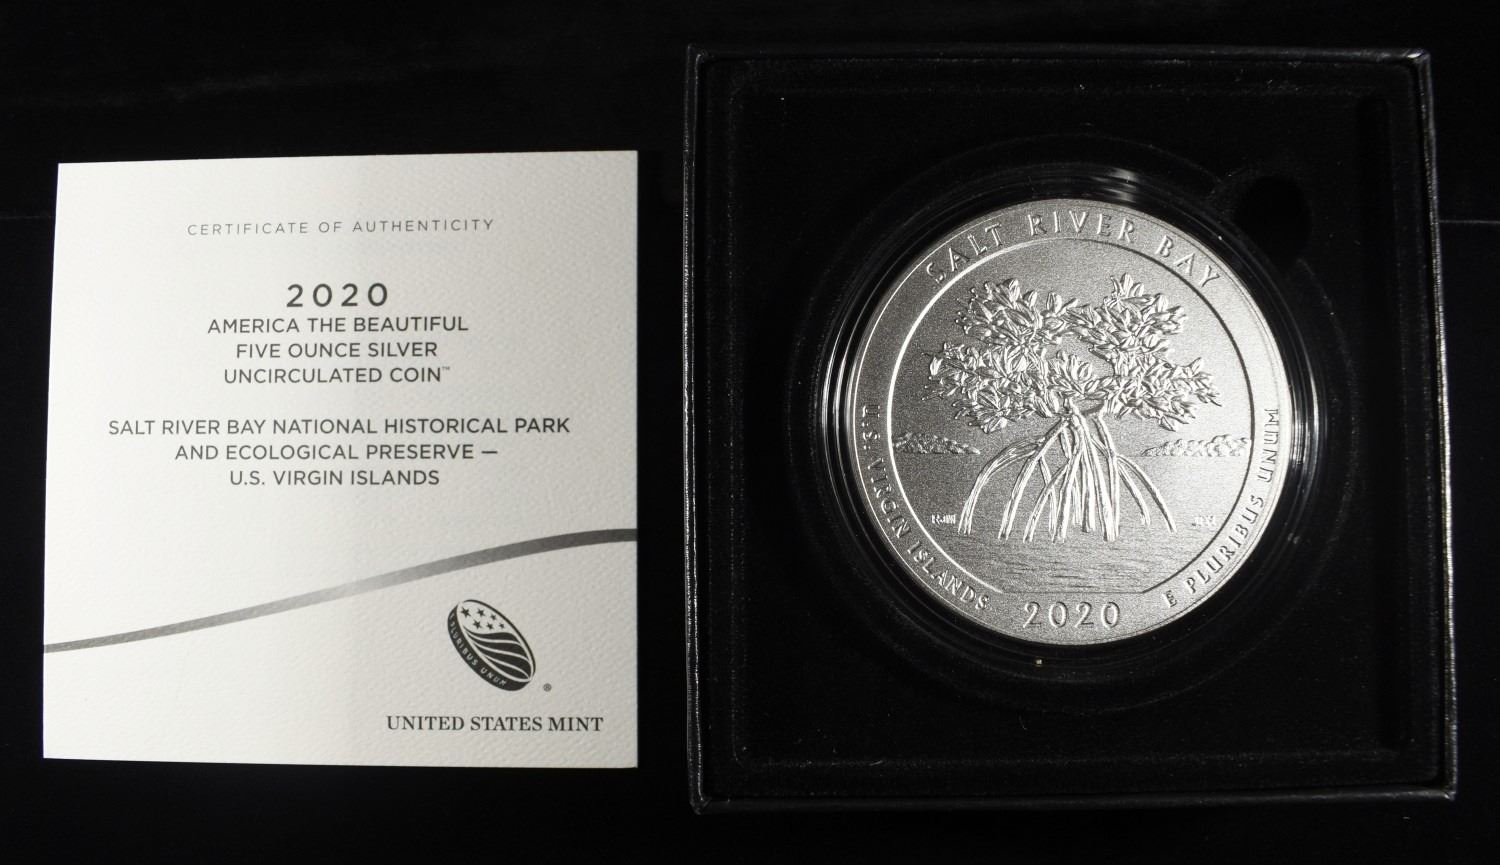 CERTIFICATE OF AUTHENTICITY
2020
AMERICA THE BEAUTIFUL
FIVE OUNCE SILVER
UNCIRCULATED COIN™
SALT RIVER BAY NATIONAL HISTORICAL PARK
AND ECOLOGICAL PRESERVE —
U.S. VIRGIN ISLANDS
E PLURIBUS UNUM
®
UNITED STATES MINT
SALT RIVER BAY
U.S. VIRGIN ISLANDS
2020
E PLURIBUS UNUM